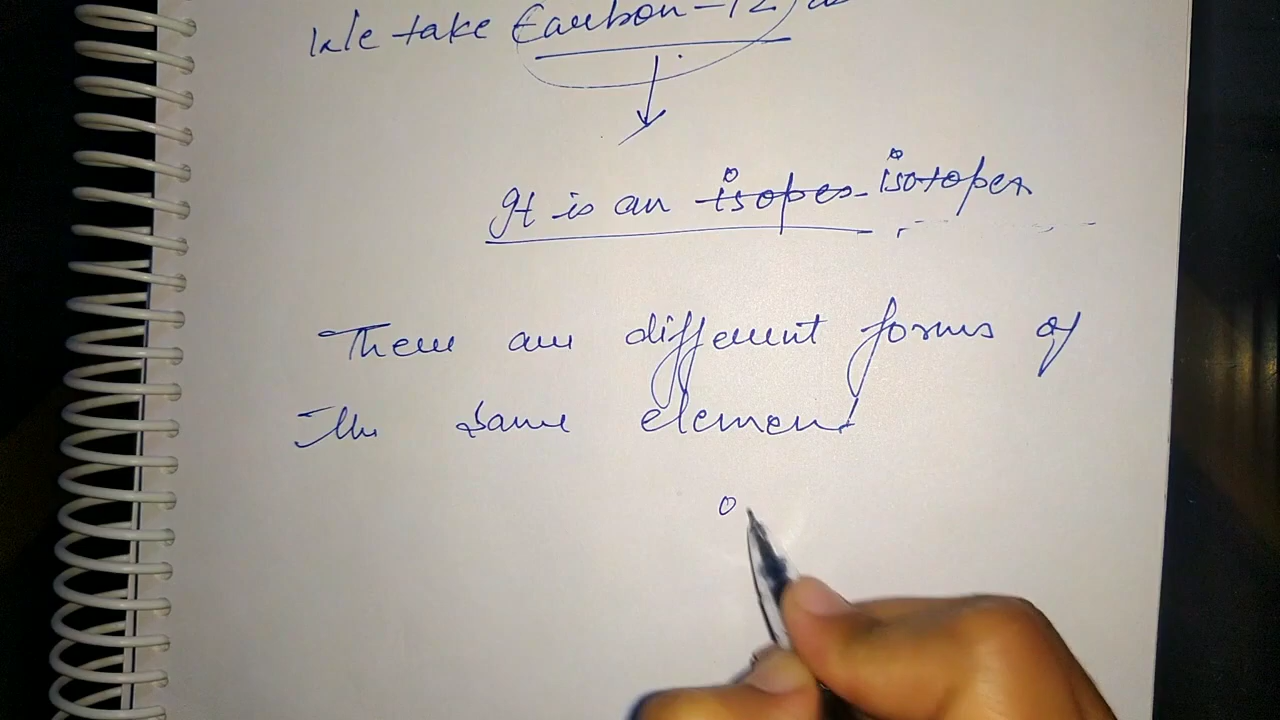 We take Carbon-12
It is an isopes isotopes
There are different forms of
the same element
o